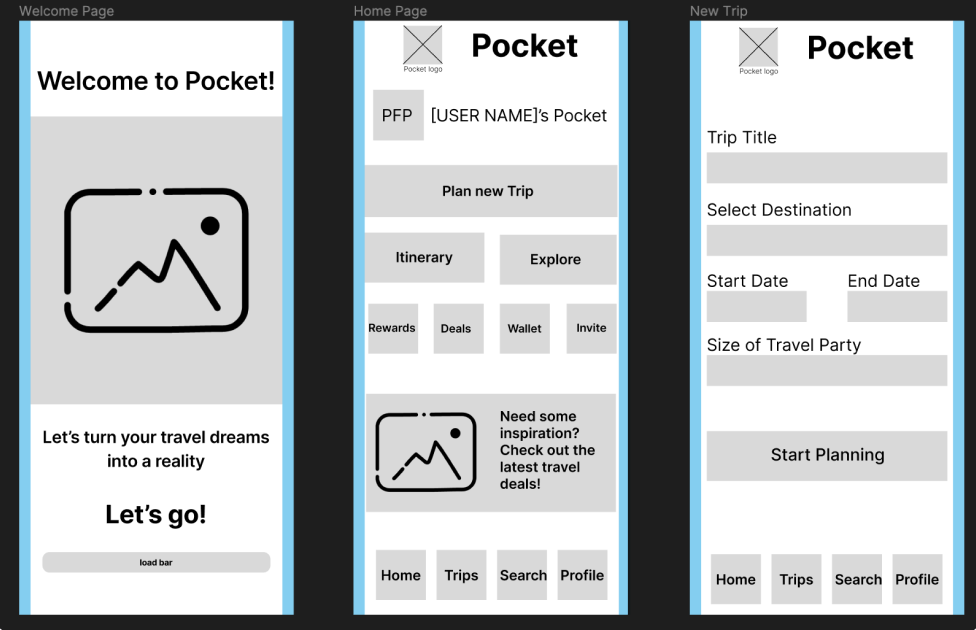 Welcome Page
Welcome to Pocket!
Let's turn your travel dreams
into a reality
Let's go!
load bar
Home Page
Pocket logo
Pocket
PFP
[USER NAME]'s Pocket
Plan new Trip
Itinerary
Explore
Rewards
Deals
Wallet
Invite
Need some
inspiration?
Check out the
latest travel
deals!
Home
Trips
Search
Profile
New Trip
Pocket logo
Pocket
Trip Title
Select Destination
Start Date
End Date
Size of Travel Party
Start Planning
Home
Trips
Search
Profile